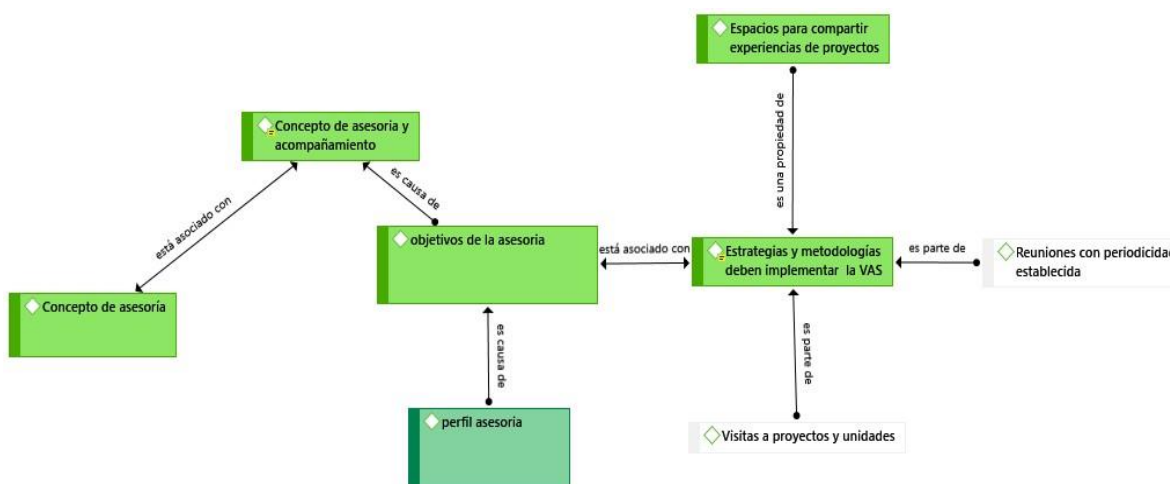 Espacios para compartir
experiencias de proyectos
es una propiedad de
Concepto de asesoria y
acompañamiento
está asociado con
es causa de
objetivos de la asesoria
está asociado con
Estrategias y metodologías
deben implementar la VAS
es parte de
Reuniones con periodicidad
establecida
Concepto de asesoría
es causa de
es parte de
perfil asesoria
Visitas a proyectos y unidades